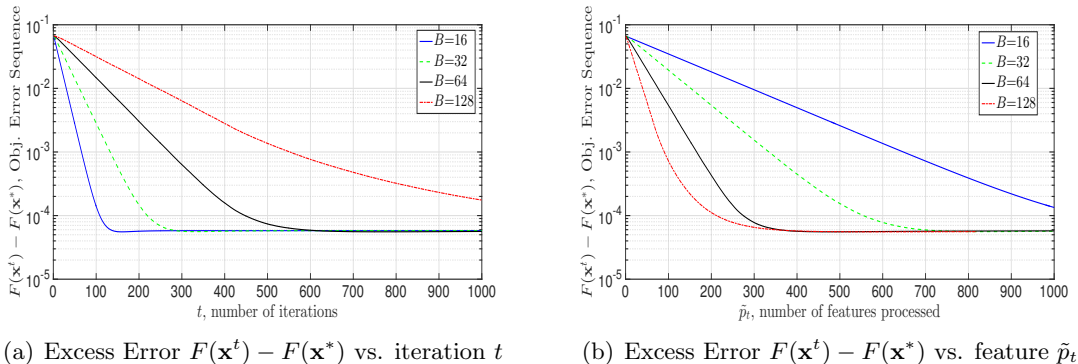 F(x^t) − F(x*), Obj. Error Sequence
10^-1
10^-2
10^-3
10^-4
10^-5
B=16
B=32
B=64
B=128
0 100 200 300 400 500 600 700 800 900 1000
t, number of iterations
(a) Excess Error F(x^t) − F(x*) vs. iteration t
F(x^t) − F(x*), Obj. Error Sequence
10^-1
10^-2
10^-3
10^-4
10^-5
B=16
B=32
B=64
B=128
0 100 200 300 400 500 600 700 800 900 1000
p̃_t, number of features processed
(b) Excess Error F(x^t) − F(x*) vs. feature p̃_t